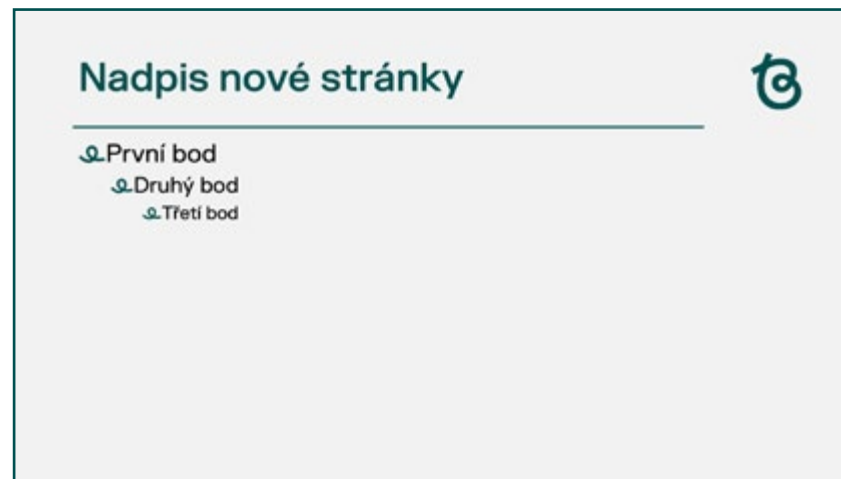 Nadpis nové stránky
První bod
Druhý bod
Třetí bod